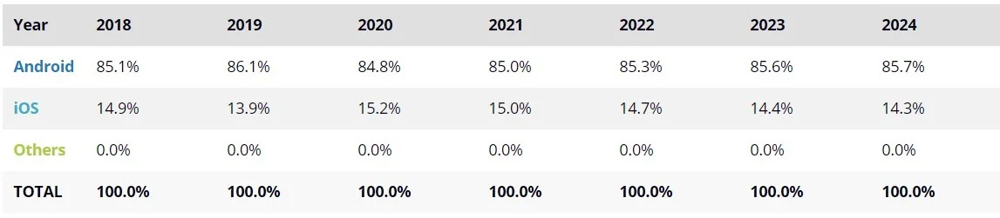 Year 2018 2019 2020 2021 2022 2023 2024
Android 85.1% 86.1% 84.8% 85.0% 85.3% 85.6% 85.7%
iOS 14.9% 13.9% 15.2% 15.0% 14.7% 14.4% 14.3%
Others 0.0% 0.0% 0.0% 0.0% 0.0% 0.0% 0.0%
TOTAL 100.0% 100.0% 100.0% 100.0% 100.0% 100.0% 100.0%